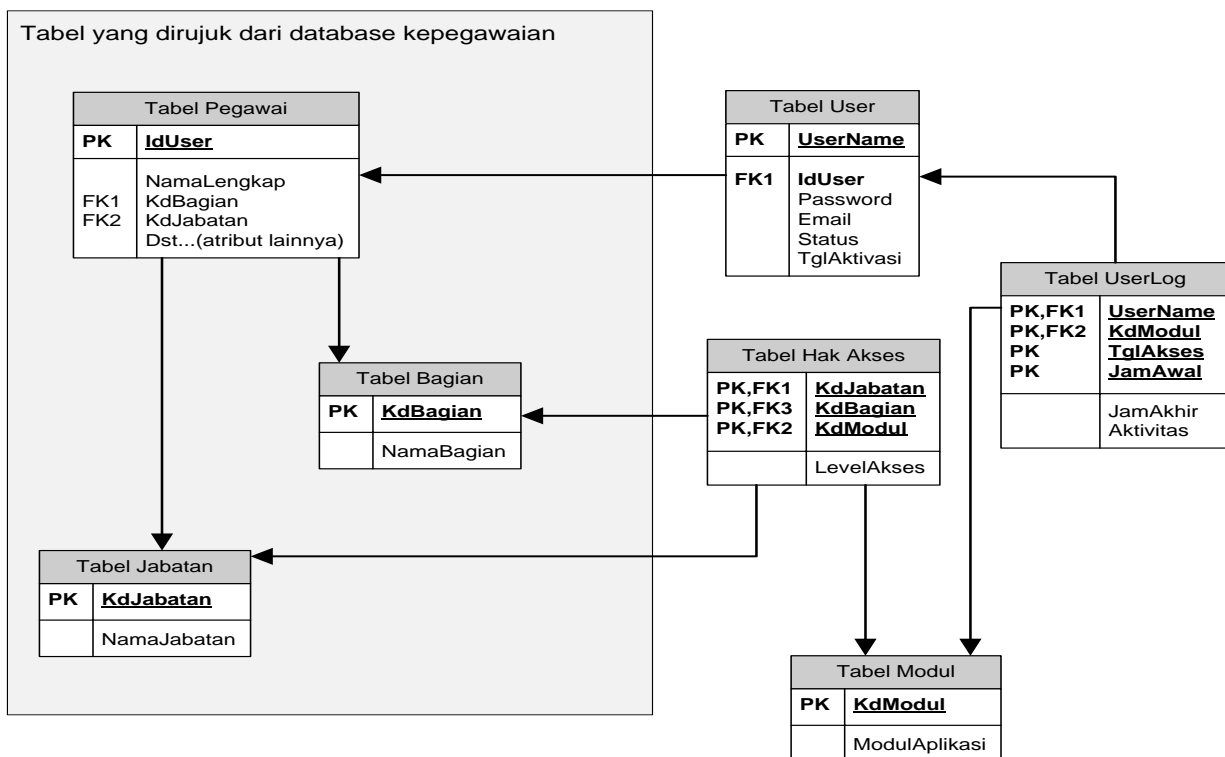 Tabel yang dirujuk dari database kepegawaian
Tabel Pegawai
PK IdUser
NamaLengkap
FK1 KdBagian
FK2 KdJabatan
Dst...(atribut lainnya)
Tabel User
PK UserName
FK1 IdUser
Password
Email
Status
TglAktivasi
Tabel UserLog
PK,FK1 UserName
PK,FK2 KdModul
PK TglAkses
PK JamAwal
JamAkhir
Aktivitas
Tabel Bagian
PK KdBagian
NamaBagian
Tabel Hak Akses
PK,FK1 KdJabatan
PK,FK3 KdBagian
PK,FK2 KdModul
LevelAkses
Tabel Jabatan
PK KdJabatan
NamaJabatan
Tabel Modul
PK KdModul
ModulAplikasi